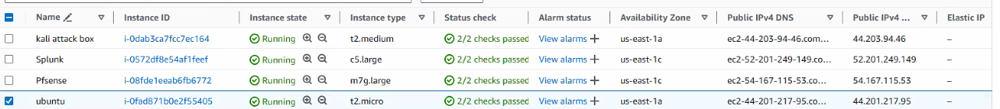 Name Instance ID Instance state Instance type Status check Alarm status Availability Zone Public IPv4 DNS Public IPv4 ... Elastic IP
kali attack box i-0dab3ca7fcc7ec164 Running t2.medium 2/2 checks passed View alarms + us-east-1a ec2-44-203-94-46.com... 44.203.94.46 –
Splunk i-0572df8e54af1feef Running c5.large 2/2 checks passed View alarms + us-east-1c ec2-52-201-249-149.co... 52.201.249.149 –
Pfsense i-08fde1eeab6fb6772 Running m7g.large 2/2 checks passed View alarms + us-east-1c ec2-54-167-115-53.co... 54.167.115.53 –
ubuntu i-0fad871b0e2f55405 Running t2.micro 2/2 checks passed View alarms + us-east-1a ec2-44-201-217-95.co... 44.201.217.95 –